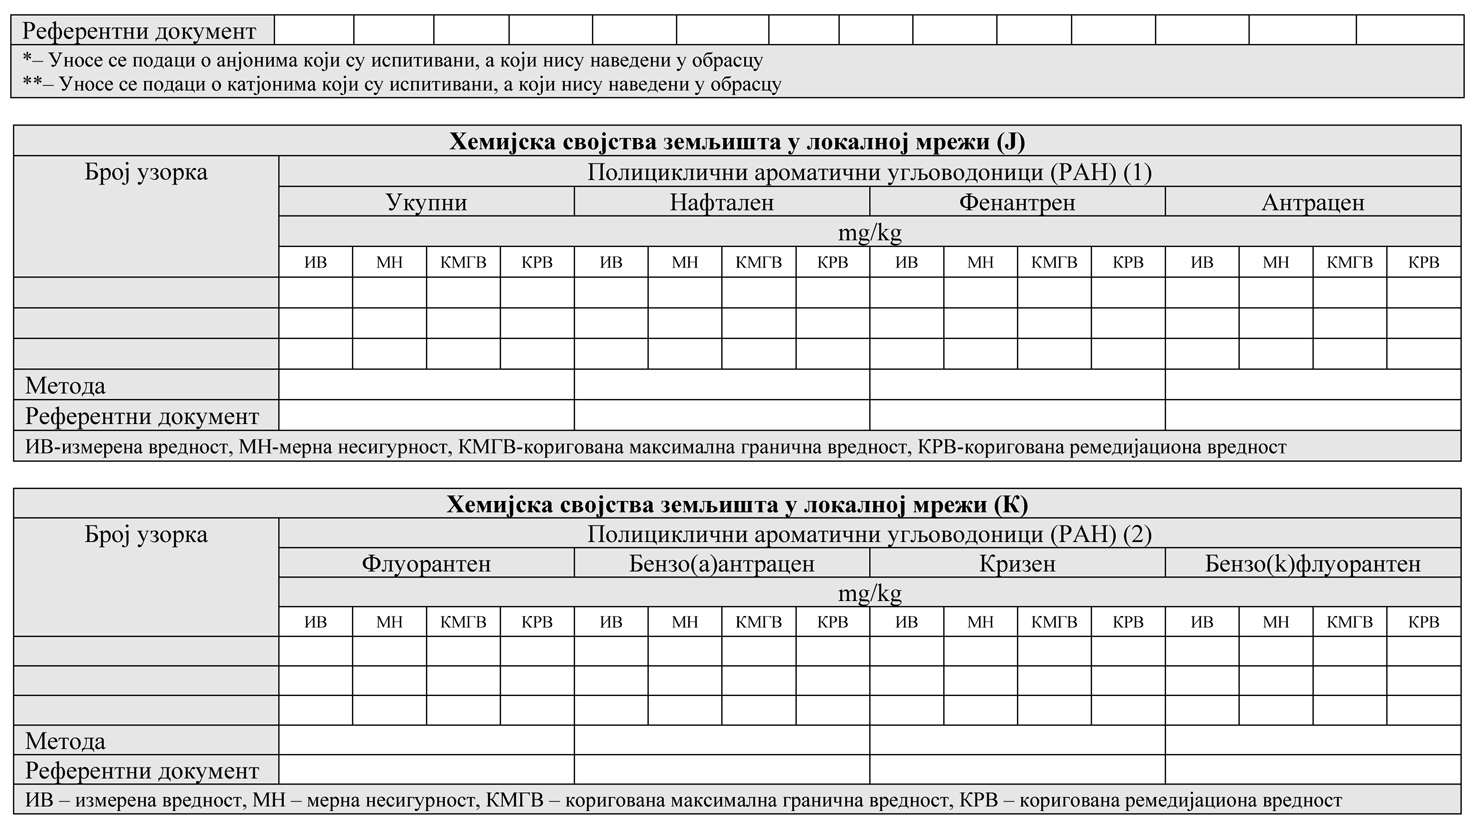 Референтни документ
*– Уносе се подаци о анјонима који су испитивани, а који нису наведени у обрасцу
**– Уносе се подаци о катјонима који су испитивани, а који нису наведени у обрасцу
Хемијска својства земљишта у локалној мрежи (Ј)
Број узорка Полициклични ароматични угљоводоници (PAH) (1)
Укупни Нафтален Фенантрен Антрацен
mg/kg
ИВ МН КМГВ КРВ ИВ МН КМГВ КРВ ИВ МН КМГВ КРВ ИВ МН КМГВ КРВ
Метода
Референтни документ
ИВ-измерена вредност, МН-мерна несигурност, КМГВ-коригована максимална гранична вредност, КРВ-коригована ремедијациона вредност
Хемијска својства земљишта у локалној мрежи (К)
Број узорка Полициклични ароматични угљоводоници (PAH) (2)
Флуорантен Бензо(а)антрацен Кризен Бензо(k)флуорантен
mg/kg
ИВ МН КМГВ КРВ ИВ МН КМГВ КРВ ИВ МН КМГВ КРВ ИВ МН КМГВ КРВ
Метода
Референтни документ
ИВ – измерена вредност, МН – мерна несигурност, КМГВ – коригована максимална гранична вредност, КРВ – коригована ремедијациона вредност